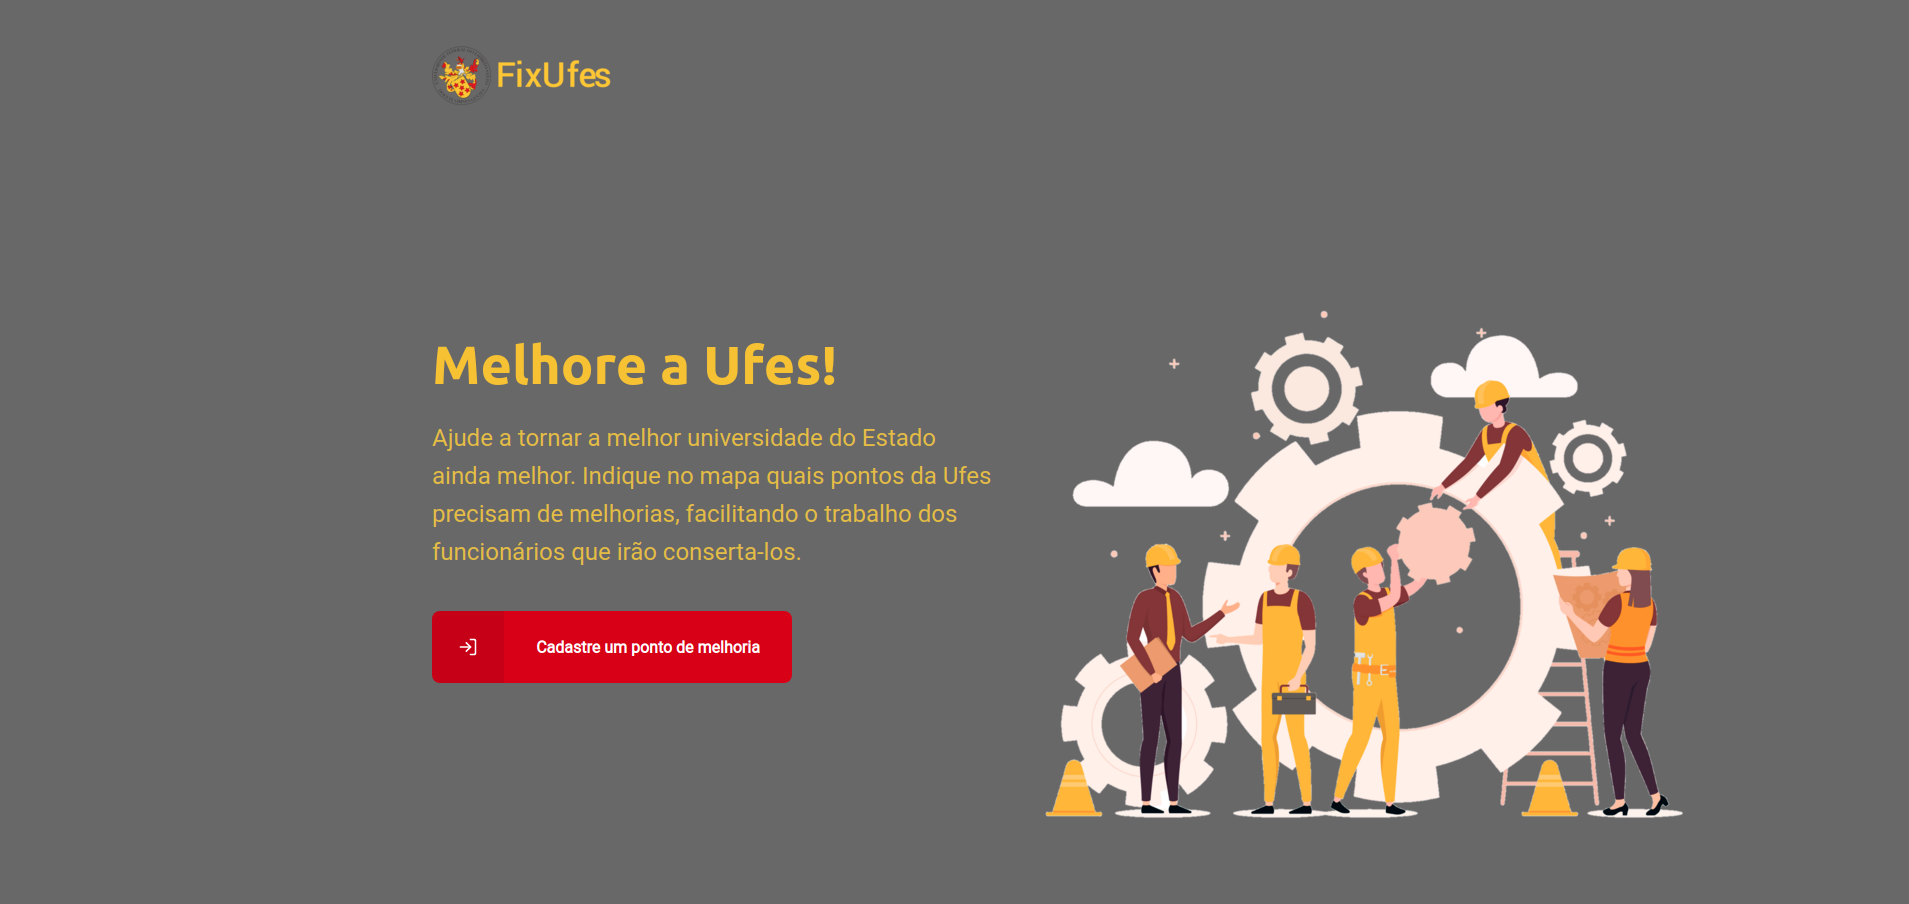 FixUfes
Melhore a Ufes!
Ajude a tornar a melhor universidade do Estado
ainda melhor. Indique no mapa quais pontos da Ufes
precisam de melhorias, facilitando o trabalho dos
funcionários que irão conserta-los.
Cadastre um ponto de melhoria